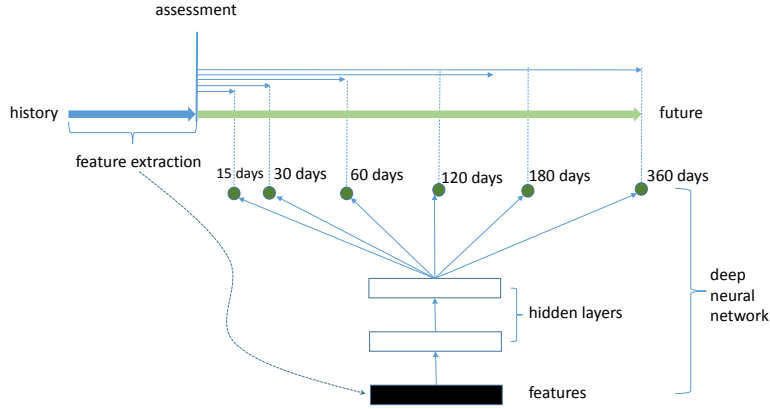 assessment
history
future
feature extraction
15 days
30 days
60 days
120 days
180 days
360 days
deep
neural
network
hidden layers
features